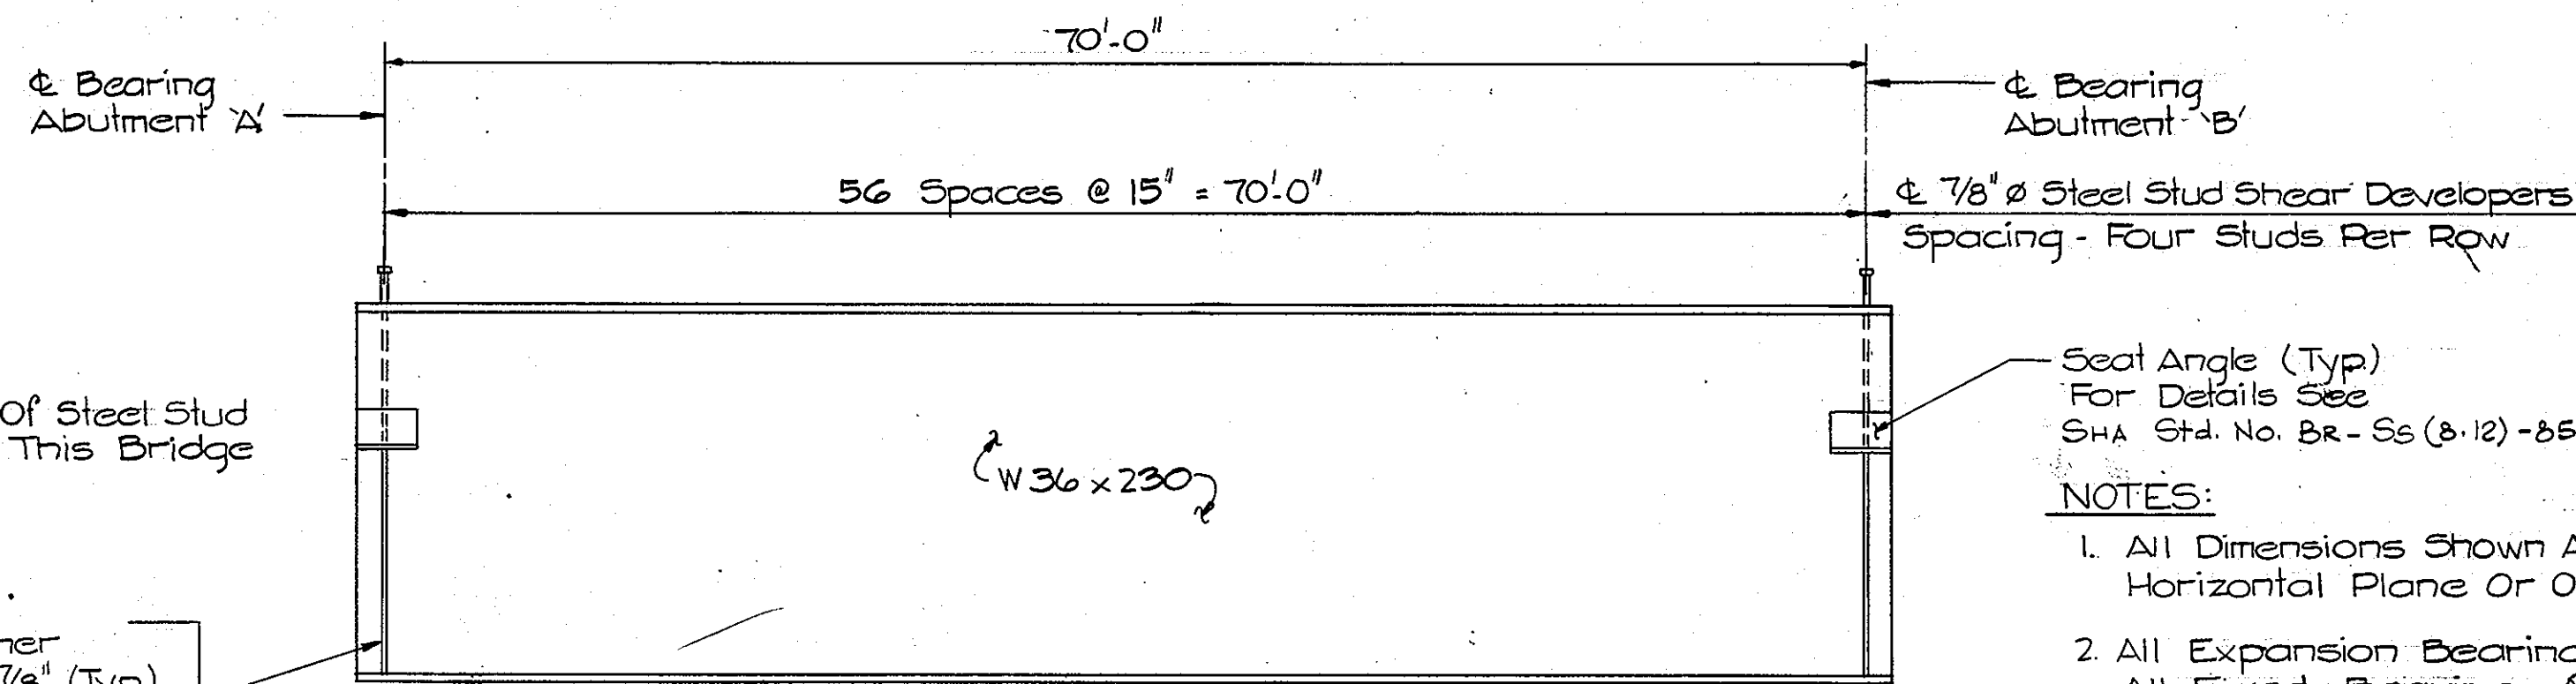 70'-0"
℄ Bearing
Abutment 'A'
℄ Bearing
Abutment 'B'
56 Spaces @ 15" = 70'-0"
℄ 7/8" ø Steel Stud Shear Developers
Spacing - Four Studs Per Row
Of Steel Stud
This Bridge
W 36 x 230
Seat Angle (Typ.)
For Details See
SHA Std. No. BR-SS (8.12)-85
NOTES:
1. All Dimensions Shown
Horizontal Plane Or
2. All Expansion Bearing
7/8" (Typ.)